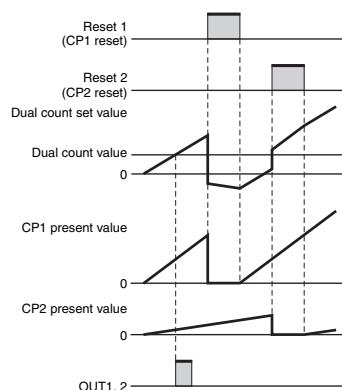 Reset 1
(CP1 reset)
Reset 2
(CP2 reset)
Dual count set value
Dual count value
0
CP1 present value
0
CP2 present value
0
OUT1, 2